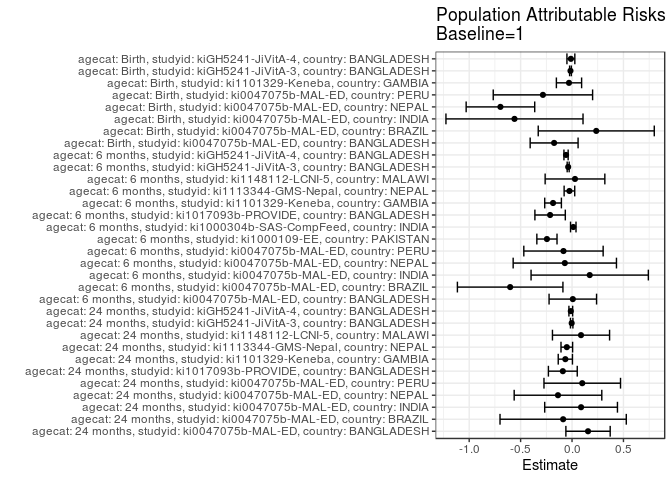 Population Attributable Risks
Baseline=1
agecat: Birth, studyid: kiGH5241-JiVitA-4, country: BANGLADESH
agecat: Birth, studyid: kiGH5241-JiVitA-3, country: BANGLADESH
agecat: Birth, studyid: ki1101329-Keneba, country: GAMBIA
agecat: Birth, studyid: ki0047075b-MAL-ED, country: PERU
agecat: Birth, studyid: ki0047075b-MAL-ED, country: NEPAL
agecat: Birth, studyid: ki0047075b-MAL-ED, country: INDIA
agecat: Birth, studyid: ki0047075b-MAL-ED, country: BRAZIL
agecat: Birth, studyid: ki0047075b-MAL-ED, country: BANGLADESH
agecat: 6 months, studyid: kiGH5241-JiVitA-4, country: BANGLADESH
agecat: 6 months, studyid: kiGH5241-JiVitA-3, country: BANGLADESH
agecat: 6 months, studyid: ki1148112-LCNI-5, country: MALAWI
agecat: 6 months, studyid: ki1113344-GMS-Nepal, country: NEPAL
agecat: 6 months, studyid: ki1101329-Keneba, country: GAMBIA
agecat: 6 months, studyid: ki1017093b-PROVIDE, country: BANGLADESH
agecat: 6 months, studyid: ki1000304b-SAS-CompFeed, country: INDIA
agecat: 6 months, studyid: ki1000109-EE, country: PAKISTAN
agecat: 6 months, studyid: ki0047075b-MAL-ED, country: PERU
agecat: 6 months, studyid: ki0047075b-MAL-ED, country: NEPAL
agecat: 6 months, studyid: ki0047075b-MAL-ED, country: INDIA
agecat: 6 months, studyid: ki0047075b-MAL-ED, country: BRAZIL
agecat: 6 months, studyid: ki0047075b-MAL-ED, country: BANGLADESH
agecat: 24 months, studyid: kiGH5241-JiVitA-4, country: BANGLADESH
agecat: 24 months, studyid: kiGH5241-JiVitA-3, country: BANGLADESH
agecat: 24 months, studyid: ki1148112-LCNI-5, country: MALAWI
agecat: 24 months, studyid: ki1113344-GMS-Nepal, country: NEPAL
agecat: 24 months, studyid: ki1101329-Keneba, country: GAMBIA
agecat: 24 months, studyid: ki1017093b-PROVIDE, country: BANGLADESH
agecat: 24 months, studyid: ki0047075b-MAL-ED, country: PERU
agecat: 24 months, studyid: ki0047075b-MAL-ED, country: NEPAL
agecat: 24 months, studyid: ki0047075b-MAL-ED, country: INDIA
agecat: 24 months, studyid: ki0047075b-MAL-ED, country: BRAZIL
agecat: 24 months, studyid: ki0047075b-MAL-ED, country: BANGLADESH
-1.0 -0.5 0.0 0.5
Estimate